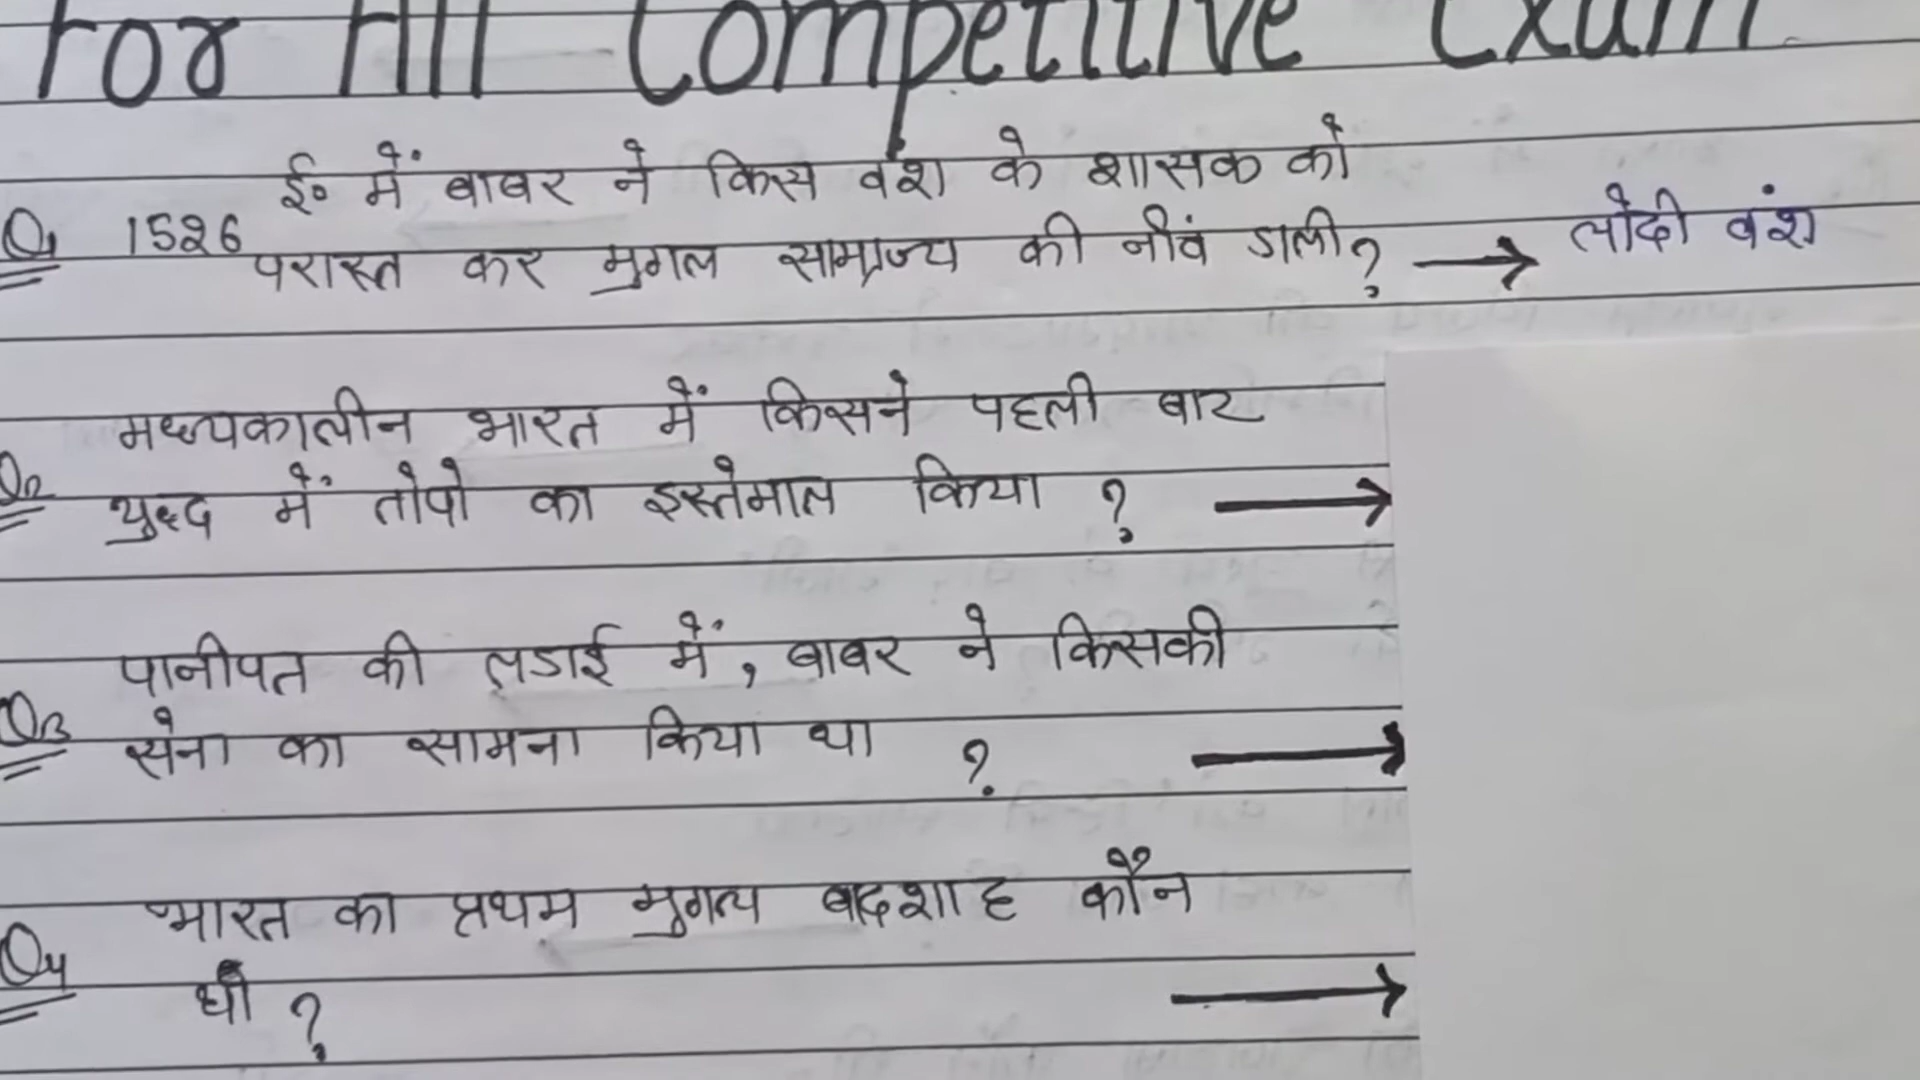 For All Competitive Exam
ई० में बाबर ने किस वंश के शासक को
Q1 1526 परास्त कर मुगल साम्राज्य की नीवं डाली? → लोदी वंश
मध्यकालीन भारत में किसने पहली बार
Q2 युध्द में तोपो का इस्तेमाल किया ? →
पानीपत की लडाई में, बाबर ने किसकी
Q3 सेना का सामना किया था ? →
भारत का प्रथम मुगल बादशाह कौन
Q4 थी ? →